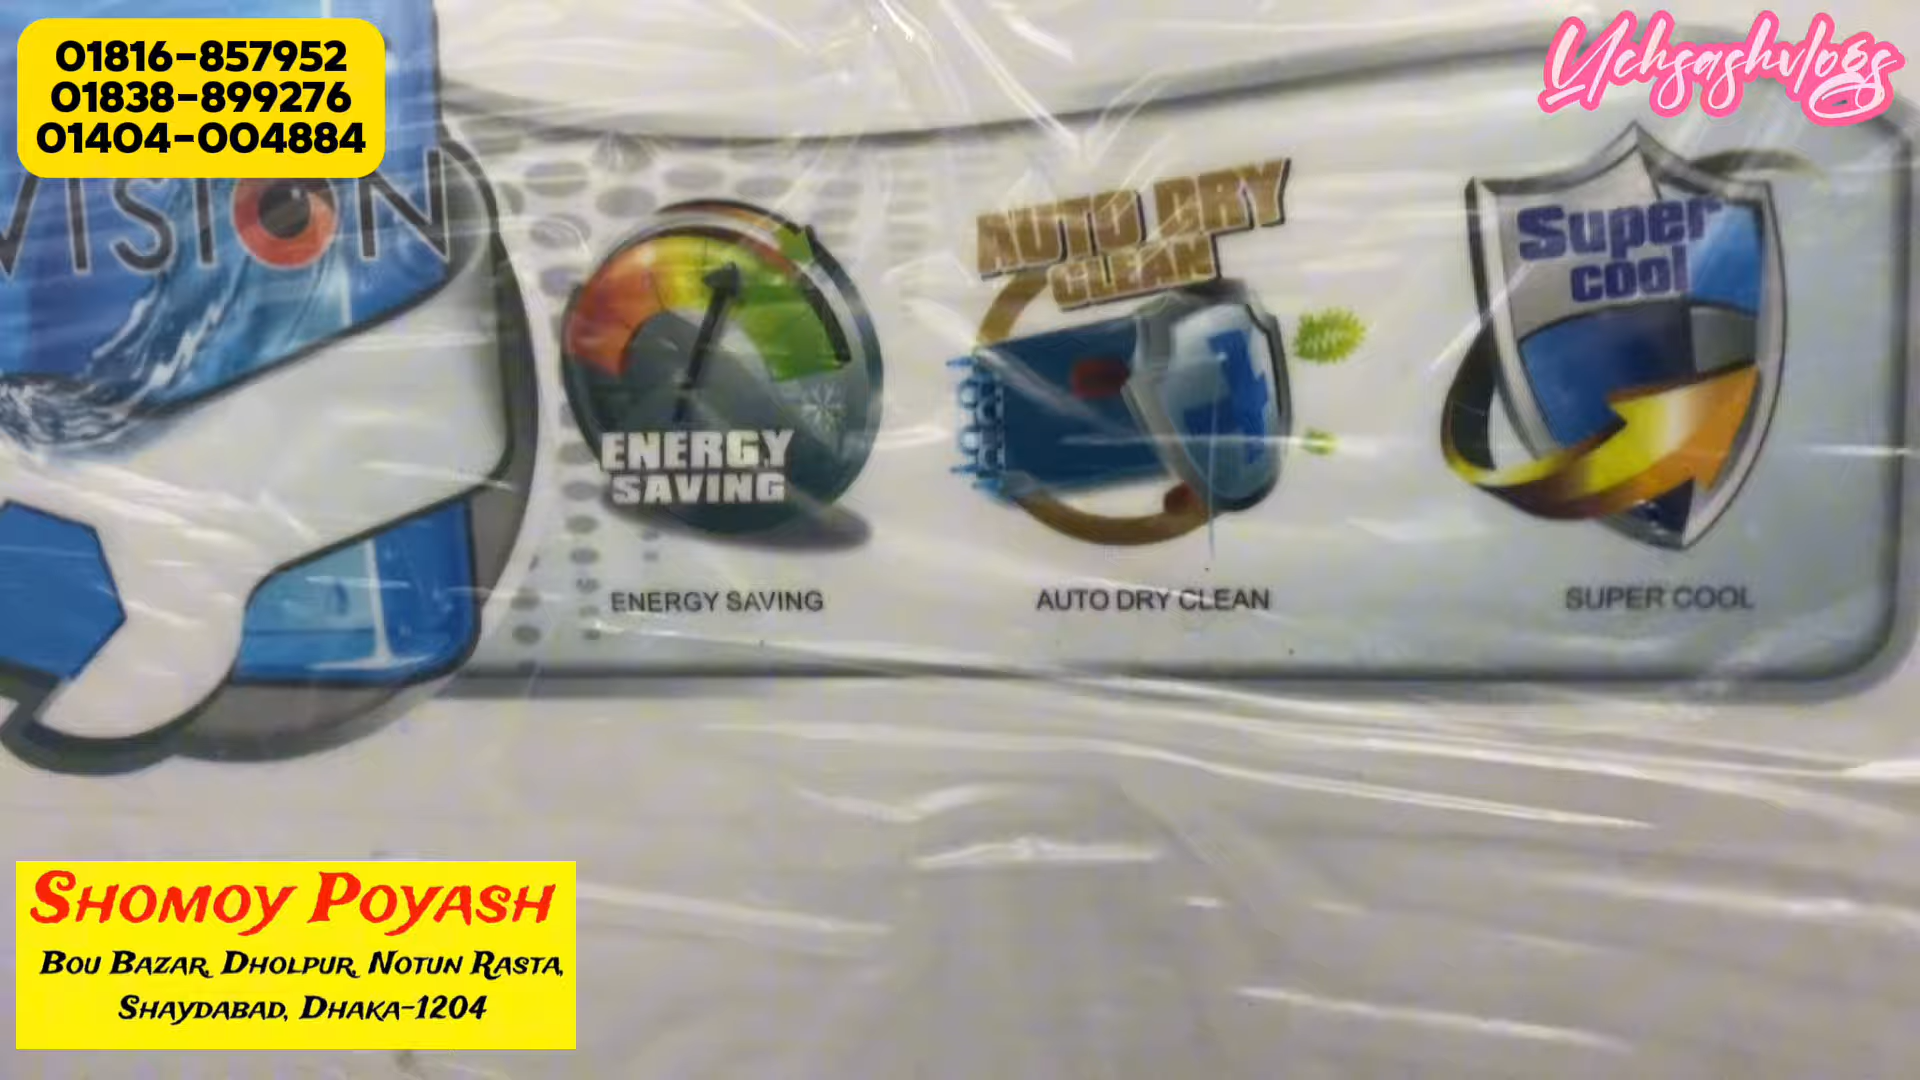 01816-857952
01838-899276
01404-004884
VISION
AUTO DRY
CLEAN
Super
cool
ENERGY
SAVING
ENERGY SAVING
AUTO DRY CLEAN
SUPER COOL
SHOMOY POYASH
BOU BAZAR, DHOLPUR, NOTUN RASTA,
SHAYDABAD, DHAKA-1204